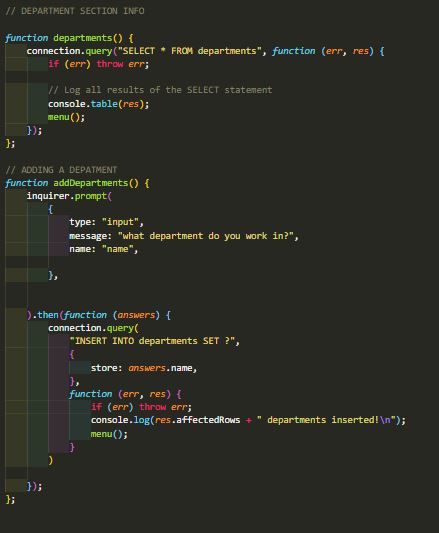 // DEPARTMENT SECTION INFO
function departments() {
connection.query("SELECT * FROM departments", function (err, res) {
if (err) throw err;
// Log all results of the SELECT statement
console.table(res);
menu();
});
};
// ADDING A DEPATMENT
function addDepartments() {
inquirer.prompt(
{
type: "input",
message: "what department do you work in?",
name: "name",
},
).then(function (answers) {
connection.query(
"INSERT INTO departments SET ?",
{
store: answers.name,
},
function (err, res) {
if (err) throw err;
console.log(res.affectedRows + " departments inserted!\n");
menu();
}
)
});
};